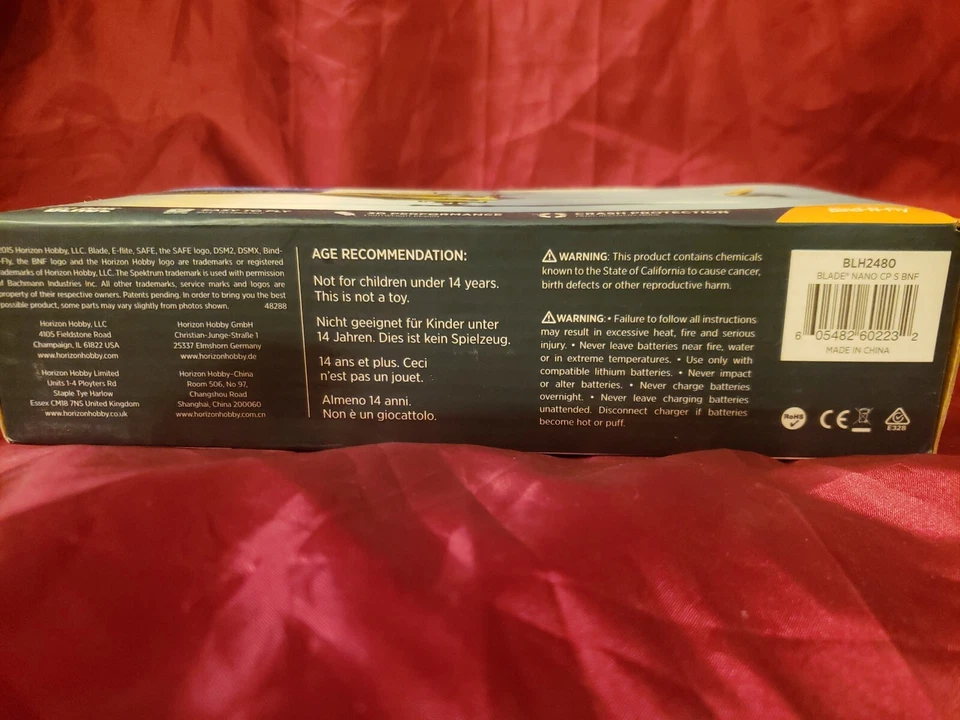 EASY TO FLY
3D PERFORMANCE
CRASH PROTECTION
Bind-N-Fly
2015 Horizon Hobby, LLC. Blade, E-flite, SAFE, the SAFE logo, DSM2, DSMX, Bind-
-Fly, the BNF logo and the Horizon Hobby logo are trademarks or registered
trademarks of Horizon Hobby, LLC. The Spektrum trademark is used with permission
of Bachmann Industries Inc. All other trademarks, service marks and logos are
property of their respective owners. Patents pending. In order to bring you the best
possible product, some parts may vary slightly from photos shown. 48288
Horizon Hobby, LLC
4105 Fieldstone Road
Champaign, IL 61822 USA
www.horizonhobby.com
Horizon Hobby GmbH
Christian-Junge-Straße 1
25337 Elmshorn Germany
www.horizonhobby.de
Horizon Hobby Limited
Units 1-4 Ployters Rd
Staple Tye Harlow
Essex CM18 7NS United Kingdom
www.horizonhobby.co.uk
Horizon Hobby-China
Room 506, No 97,
Changshou Road
Shanghai, China 200060
www.horizonhobby.com.cn
AGE RECOMMENDATION:
Not for children under 14 years.
This is not a toy.
Nicht geeignet für Kinder unter
14 Jahren. Dies ist kein Spielzeug.
14 ans et plus. Ceci
n'est pas un jouet.
Almeno 14 anni.
Non è un giocattolo.
WARNING: This product contains chemicals
known to the State of California to cause cancer,
birth defects or other reproductive harm.
WARNING: • Failure to follow all instructions
may result in excessive heat, fire and serious
injury. • Never leave batteries near fire, water
or in extreme temperatures. • Use only with
compatible lithium batteries. • Never impact
or alter batteries. • Never charge batteries
overnight. • Never leave charging batteries
unattended. Disconnect charger if batteries
become hot or puff.
BLH2480
BLADE® NANO CP S BNF
6 05482 60223 2
MADE IN CHINA
RoHS
CE
E328